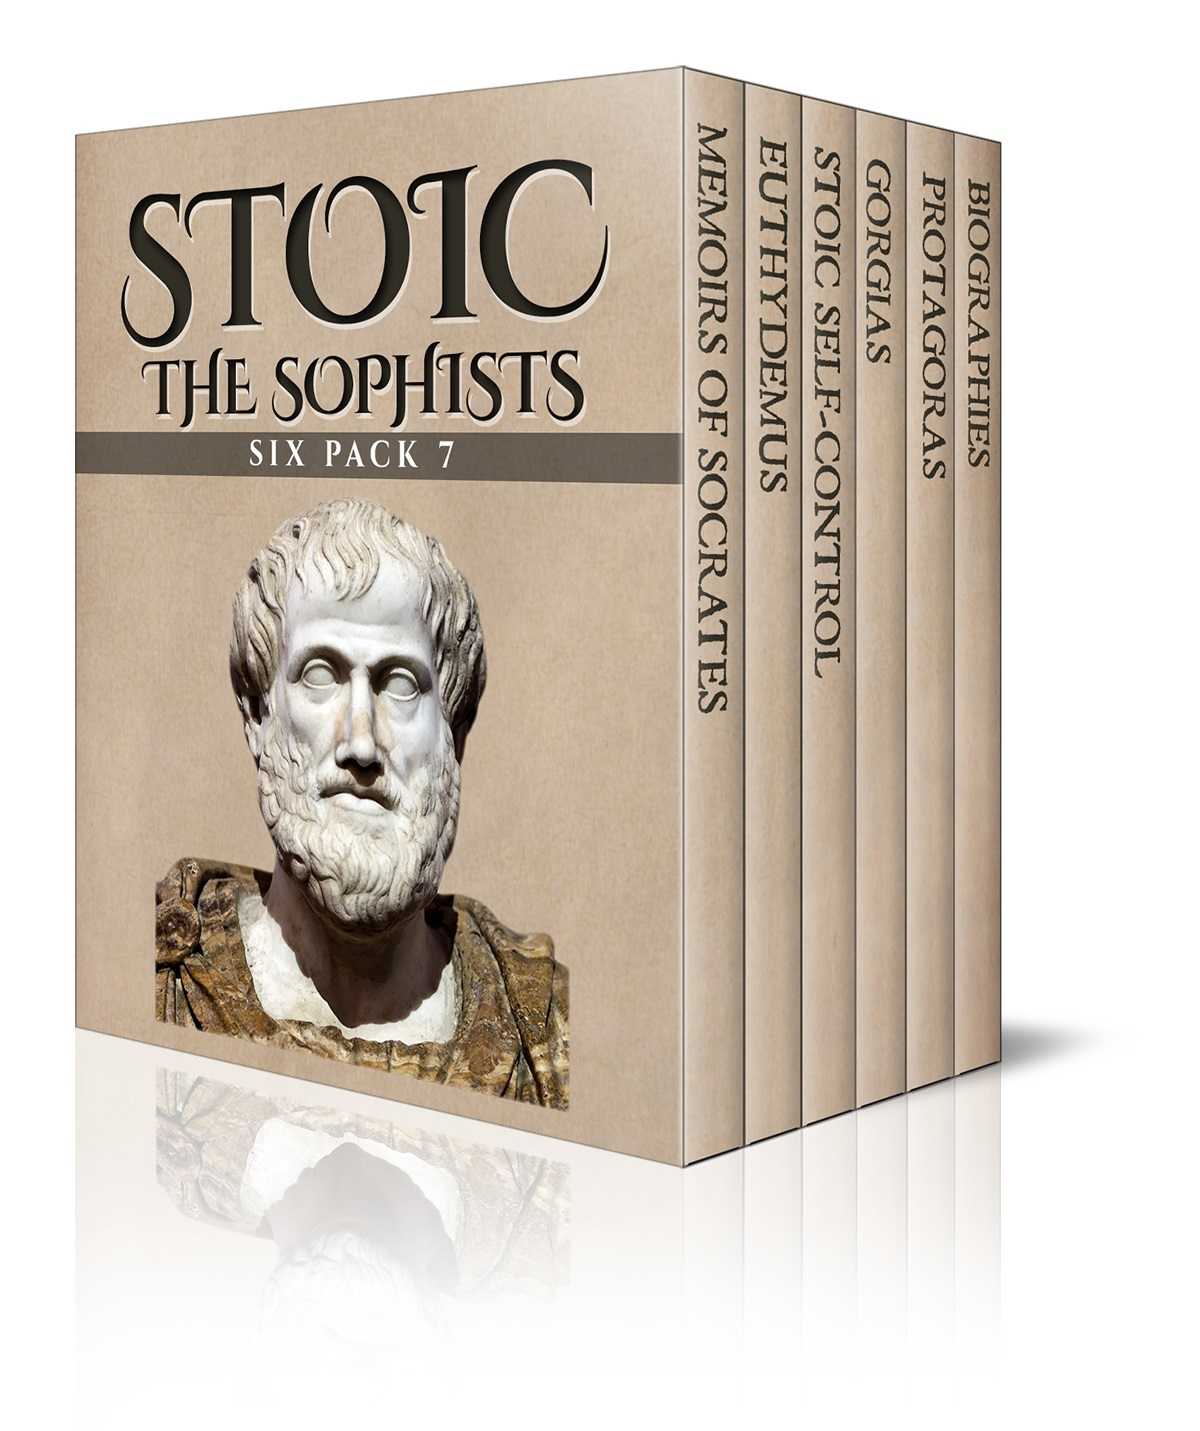 STOIC
THE SOPHISTS
SIX PACK 7
MEMOIRS OF SOCRATES
EUTHYDEMUS
STOIC SELF-CONTROL
GORGIAS
PROTAGORAS
BIOGRAPHIES